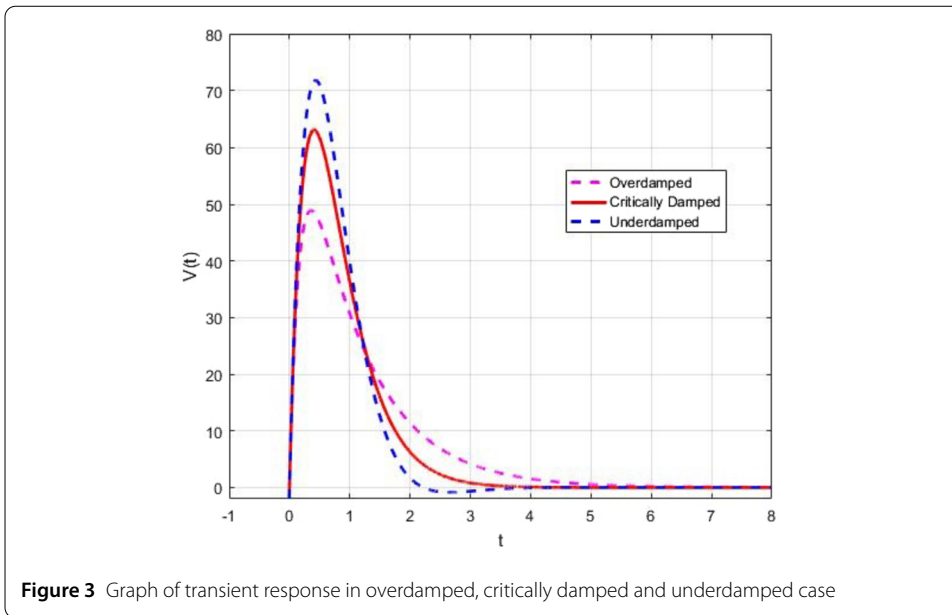 80
70
60
50
40
30
20
10
0
V(t)
Overdamped
Critically Damped
Underdamped
-1 0 1 2 3 4 5 6 7 8
t
Figure 3 Graph of transient response in overdamped, critically damped and underdamped case